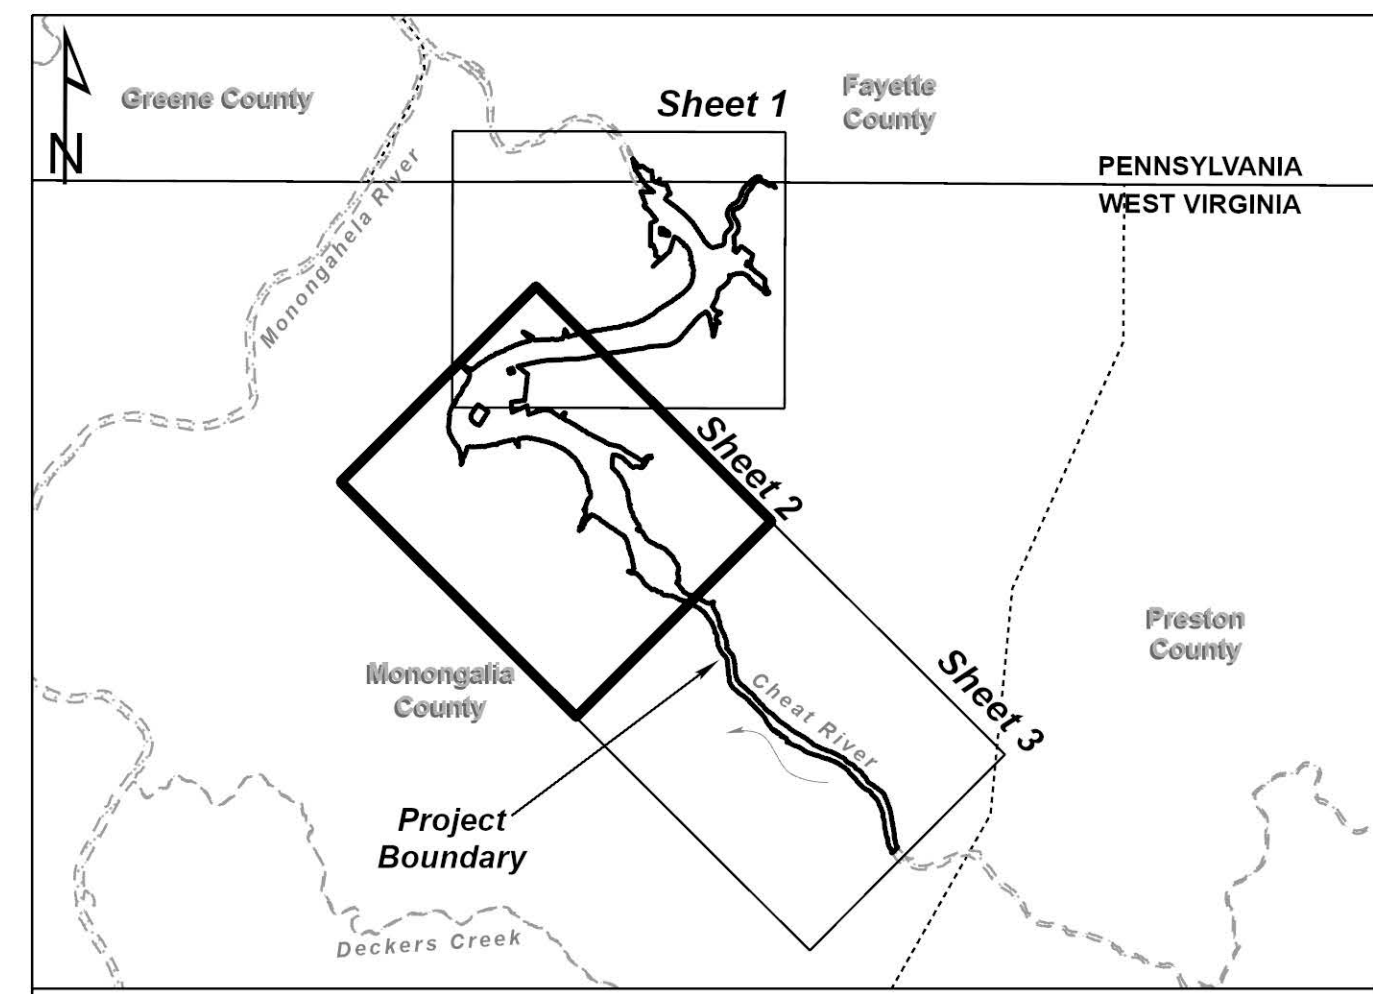 Sheet 1
Fayette
County
Greene County
N
PENNSYLVANIA
WEST VIRGINIA
Monongahela River
Sheet 2
Preston
County
Monongalia
County
Sheet 3
Cheat River
Project
Boundary
Deckers Creek